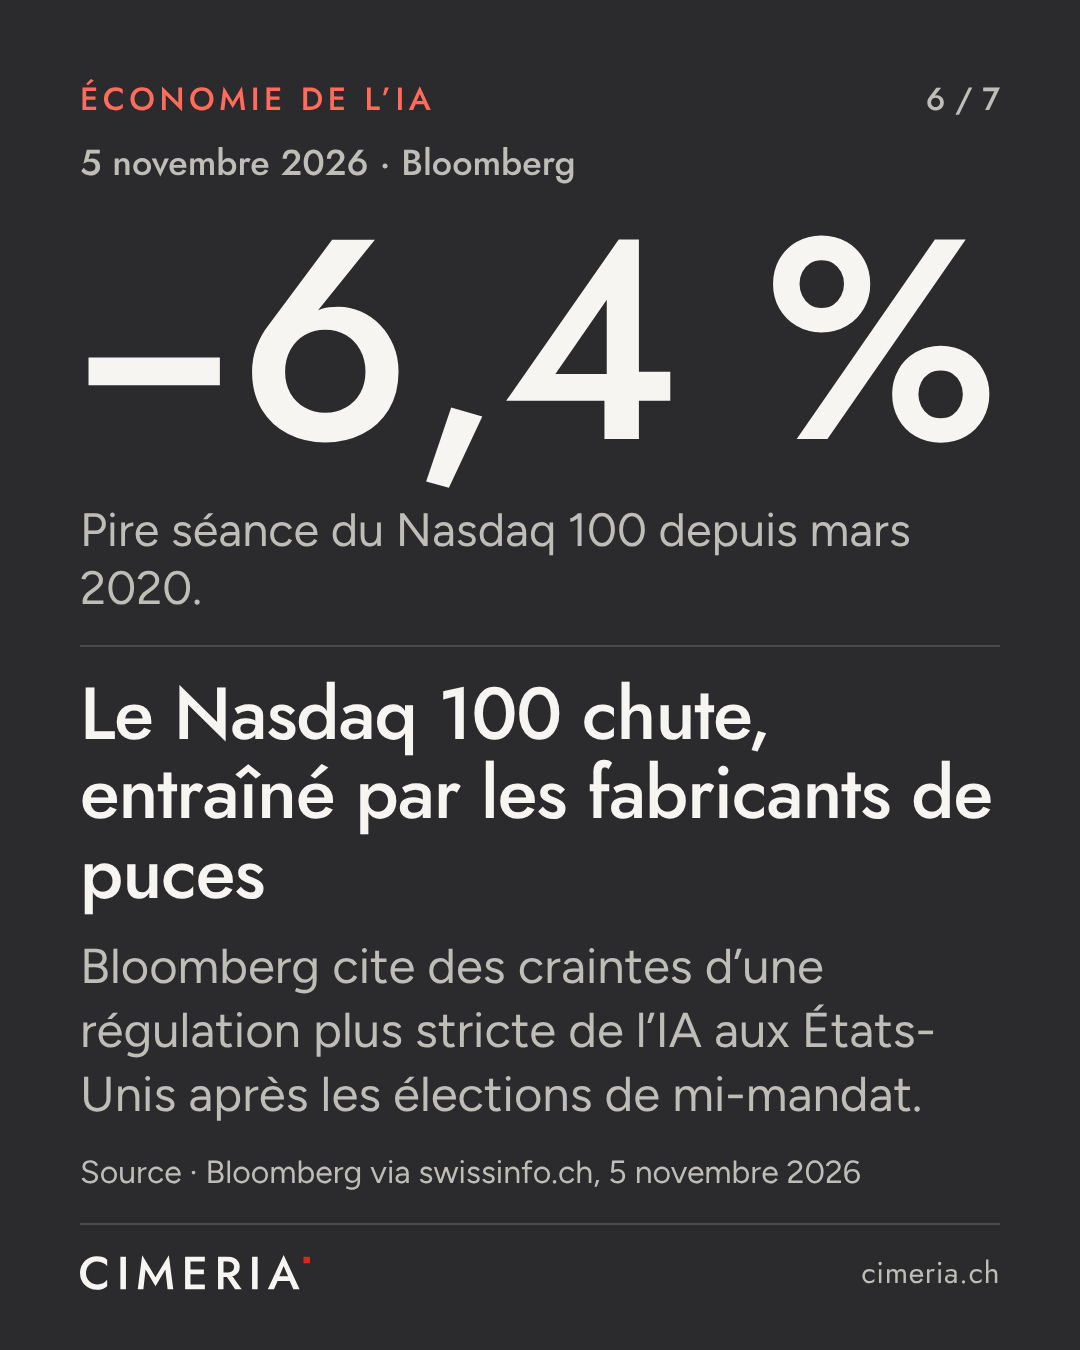 ÉCONOMIE DE L’IA
6 / 7
5 novembre 2026 · Bloomberg
–6,4 %
Pire séance du Nasdaq 100 depuis mars
2020.
Le Nasdaq 100 chute,
entraîné par les fabricants de
puces
Bloomberg cite des craintes d’une
régulation plus stricte de l’IA aux États-
Unis après les élections de mi-mandat.
Source · Bloomberg via swissinfo.ch, 5 novembre 2026
CIMERIA
cimeria.ch